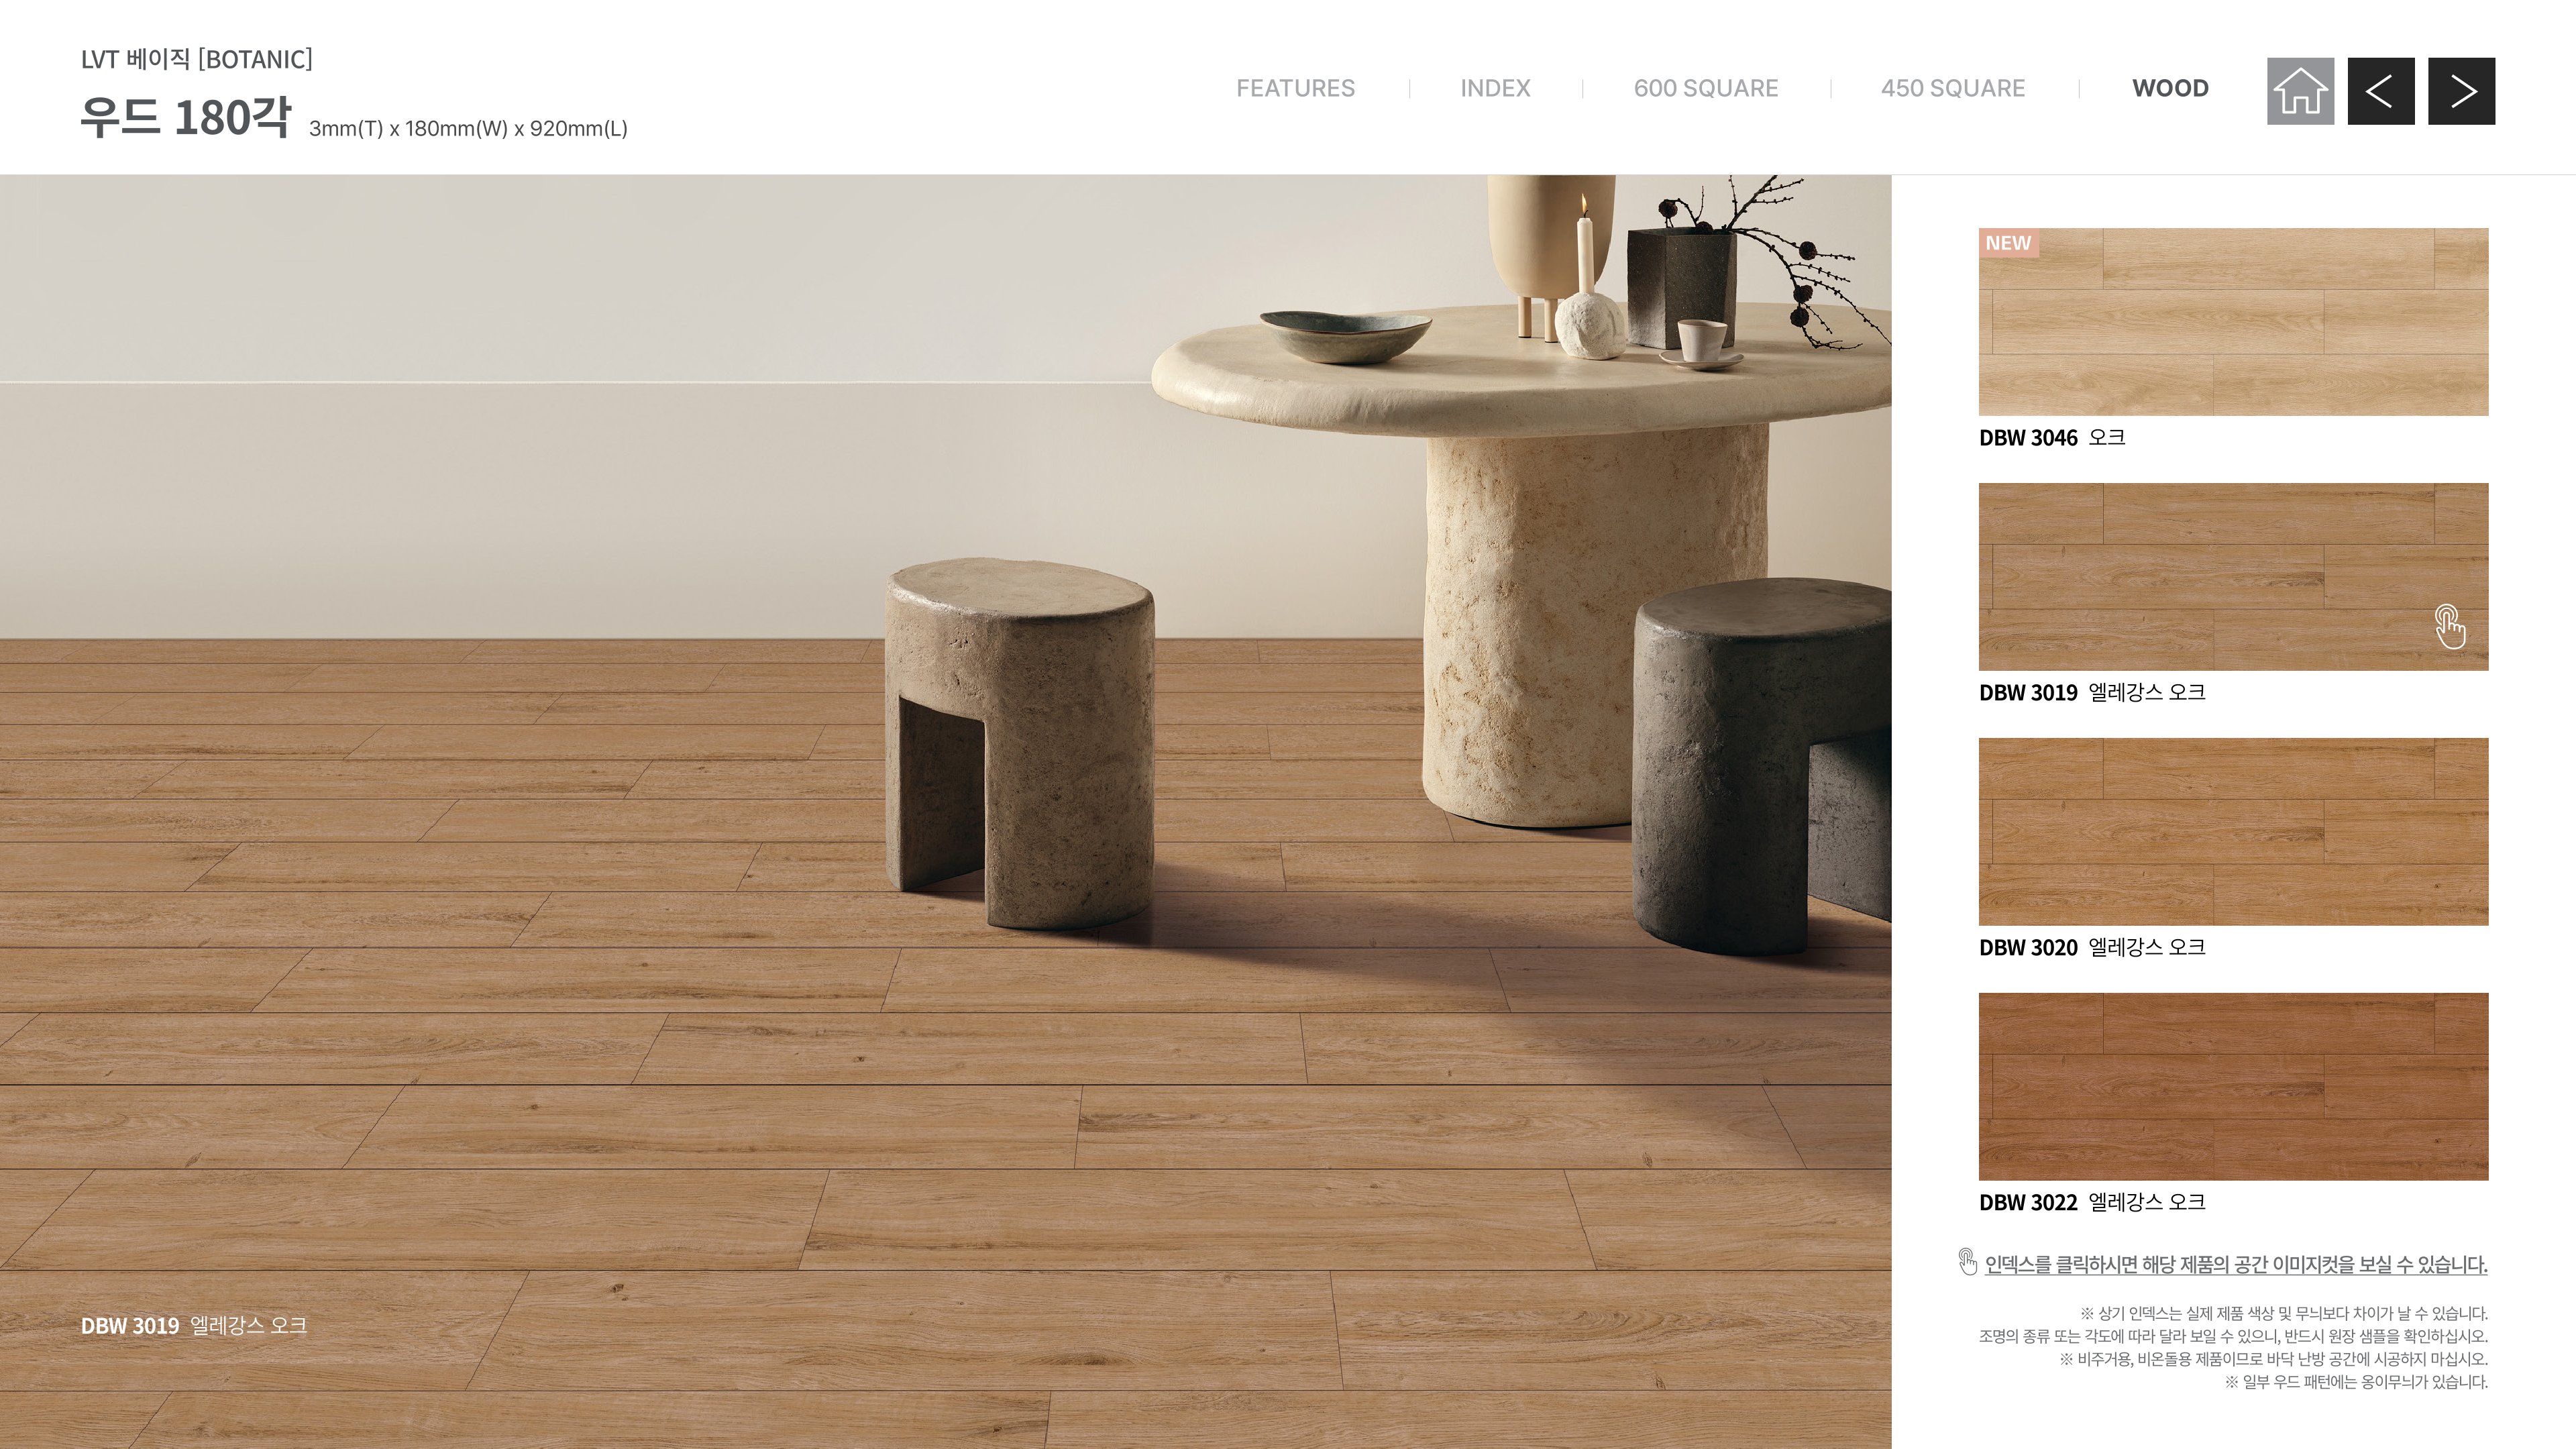 LVT 베이직 [BOTANIC]
우드 180각 3mm(T) x 180mm(W) x 920mm(L)
FEATURES
INDEX
600 SQUARE
450 SQUARE
WOOD
NEW
DBW 3046 오크
DBW 3019 엘레강스 오크
DBW 3020 엘레강스 오크
DBW 3022 엘레강스 오크
인덱스를 클릭하시면 해당 제품의 공간 이미지컷을 보실 수 있습니다.
※ 상기 인덱스는 실제 제품 색상 및 무늬보다 차이가 날 수 있습니다.
조명의 종류 또는 각도에 따라 달라 보일 수 있으니, 반드시 원장 샘플을 확인하십시오.
※ 비주거용, 비온돌용 제품이므로 바닥 난방 공간에 시공하지 마십시오.
※ 일부 우드 패턴에는 옹이무늬가 있습니다.
DBW 3019 엘레강스 오크